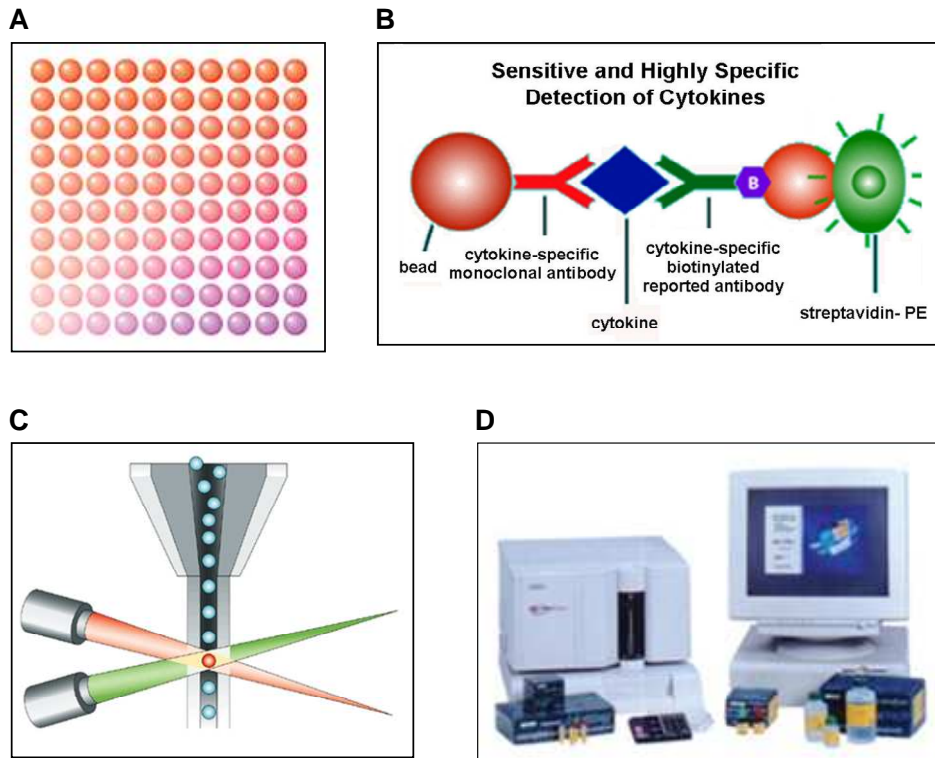 A
B
Sensitive and Highly Specific
Detection of Cytokines
B
bead
cytokine-specific
monoclonal antibody
cytokine
cytokine-specific
biotinylated
reported antibody
streptavidin- PE
C
D